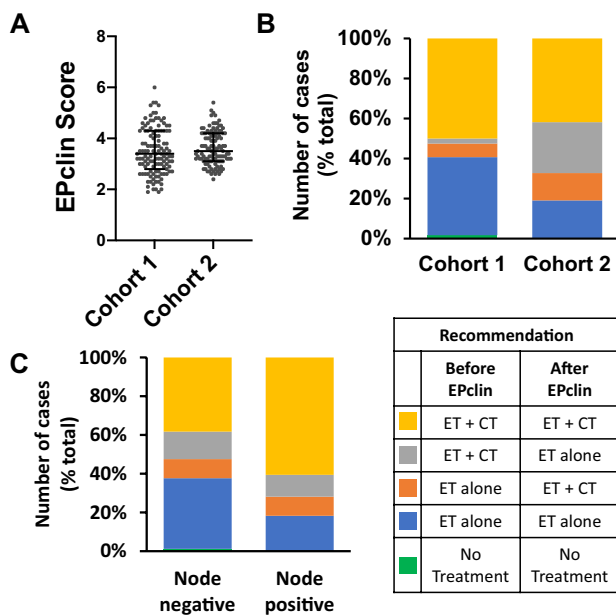 A
EPclin Score
8
6
4
2
0
Cohort 1
Cohort 2
B
Number of cases
(% total)
100%
80%
60%
40%
20%
0%
Cohort 1 Cohort 2
C
Number of cases
(% total)
100%
80%
60%
40%
20%
0%
Node negative
Node positive
Recommendation
Before EPclin After EPclin
ET + CT ET + CT
ET + CT ET alone
ET alone ET + CT
ET alone ET alone
No Treatment No Treatment